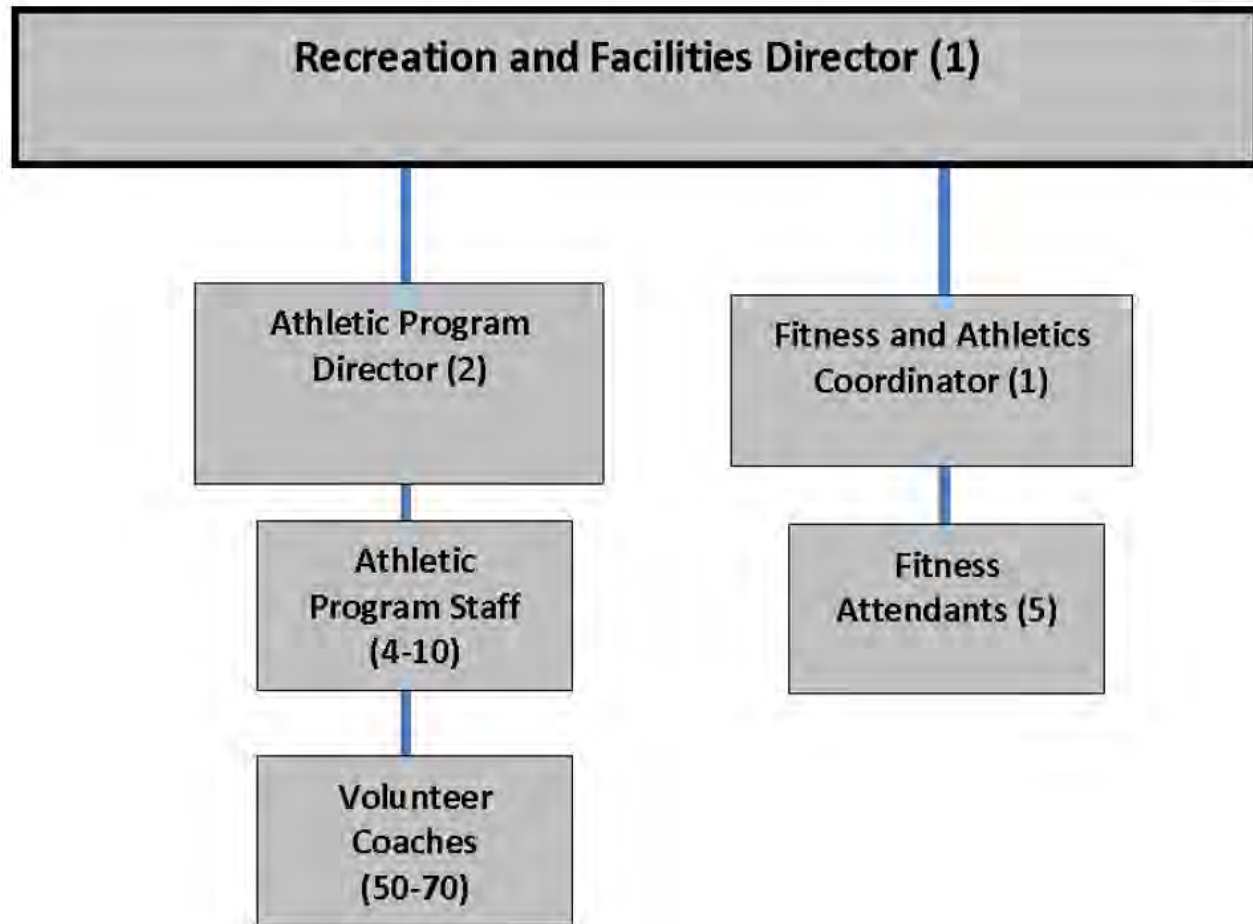 Recreation and Facilities Director (1)
Athletic Program
Director (2)
Fitness and Athletics
Coordinator (1)
Athletic
Program Staff
(4-10)
Fitness
Attendants (5)
Volunteer
Coaches
(50-70)